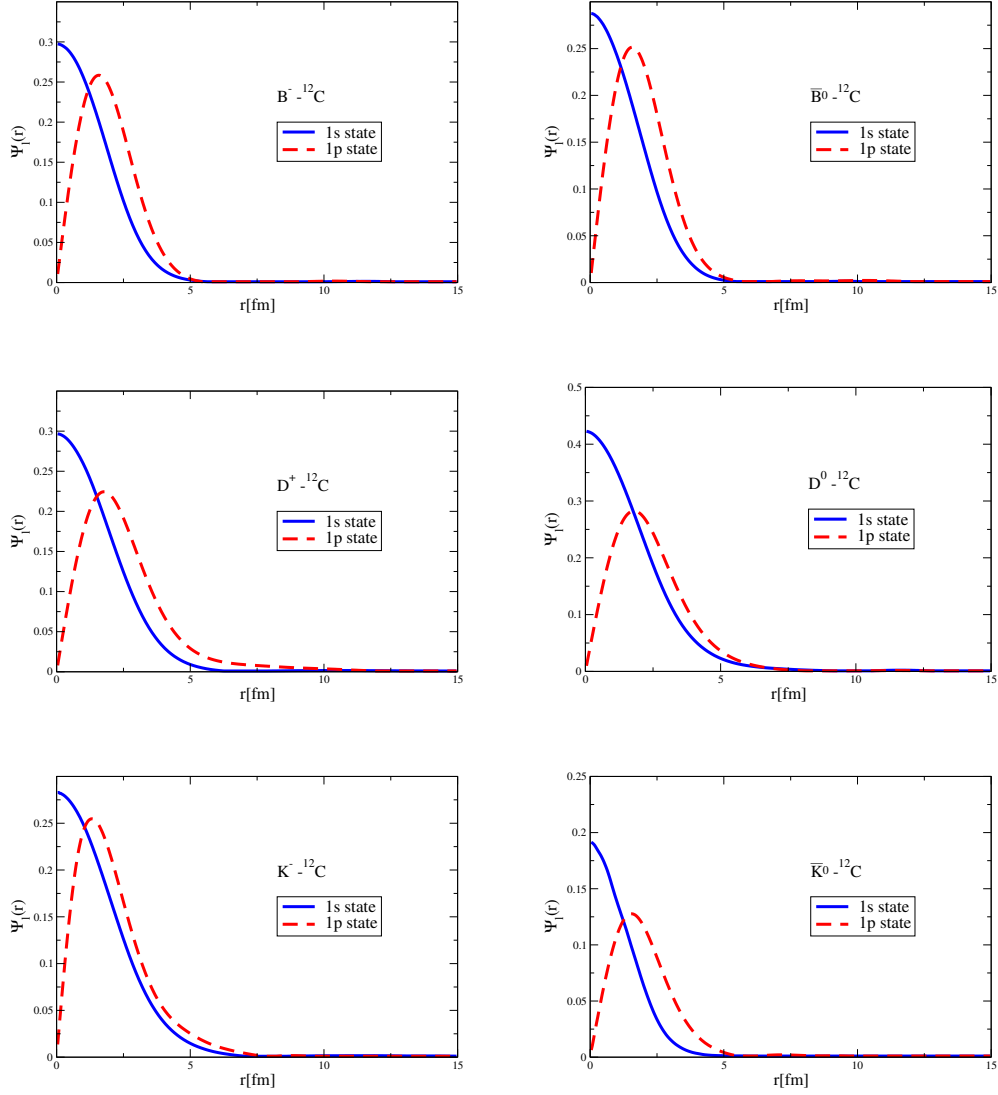 0.3
0.25
0.2
0.15
0.1
0.05
0
Ψ_l(r)
B⁻ - ¹²C
1s state
1p state
0 5 10 15
r[fm]
0.25
0.2
0.15
0.1
0.05
0
Ψ_l(r)
B̅⁰ - ¹²C
1s state
1p state
0 5 10 15
r[fm]
0.3
0.25
0.2
0.15
0.1
0.05
0
Ψ_l(r)
D⁺ - ¹²C
1s state
1p state
0 5 10 15
r[fm]
0.5
0.4
0.3
0.2
0.1
0
Ψ_l(r)
D⁰ - ¹²C
1s state
1p state
0 5 10 15
r[fm]
0.25
0.2
0.15
0.1
0.05
0
Ψ_l(r)
K⁻ - ¹²C
1s state
1p state
0 5 10 15
r[fm]
0.25
0.2
0.15
0.1
0.05
0
Ψ_l(r)
K̅⁰ - ¹²C
1s state
1p state
0 5 10 15
r[fm]